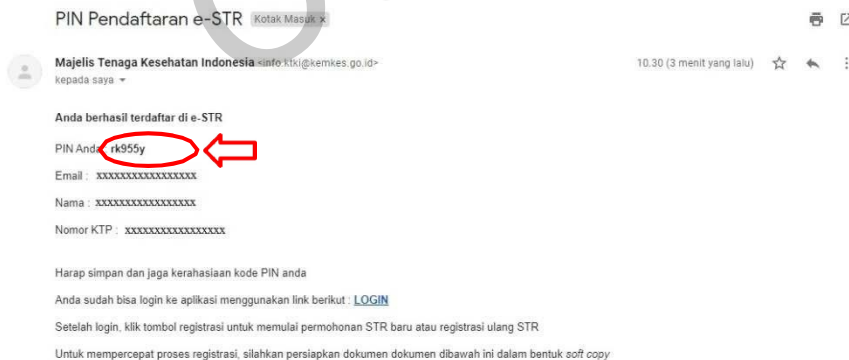 PIN Pendaftaran e-STR Kotak Masuk x
Majelis Tenaga Kesehatan Indonesia <info.ktki@kemkes.go.id> 10.30 (3 menit yang lalu)
kepada saya
Anda berhasil terdaftar di e-STR
PIN Anda rk955y
Email : xxxxxxxxxxxxxxxxx
Nama : xxxxxxxxxxxxxxxxx
Nomor KTP : xxxxxxxxxxxxxxxxx
Harap simpan dan jaga kerahasiaan kode PIN anda
Anda sudah bisa login ke aplikasi menggunakan link berikut : LOGIN
Setelah login, klik tombol registrasi untuk memulai permohonan STR baru atau registrasi ulang STR
Untuk mempercepat proses registrasi, silahkan persiapkan dokumen dokumen dibawah ini dalam bentuk soft copy